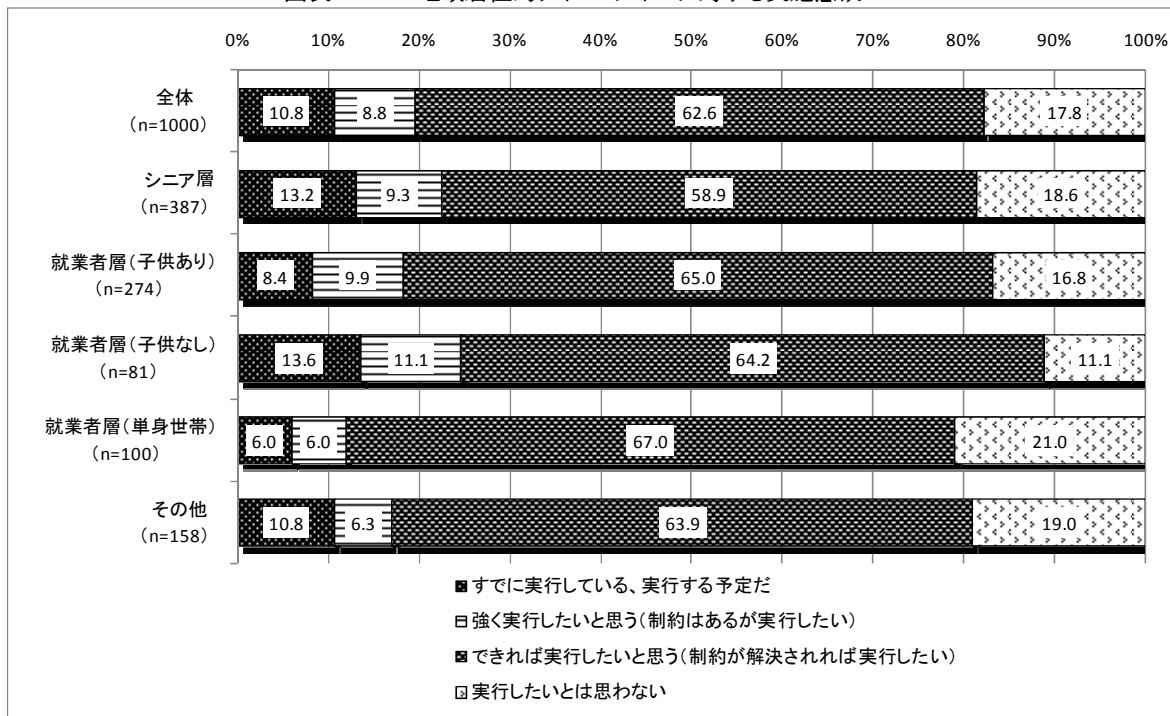 0% 10% 20% 30% 40% 50% 60% 70% 80% 90% 100%
全体
(n=1000)
10.8 8.8 62.6 17.8
シニア層
(n=387)
13.2 9.3 58.9 18.6
就業者層(子供あり)
(n=274)
8.4 9.9 65.0 16.8
就業者層(子供なし)
(n=81)
13.6 11.1 64.2 11.1
就業者層(単身世帯)
(n=100)
6.0 6.0 67.0 21.0
その他
(n=158)
10.8 6.3 63.9 19.0
すでに実行している、実行する予定だ
強く実行したいと思う(制約はあるが実行したい)
できれば実行したいと思う(制約が解決されれば実行したい)
実行したいとは思わない